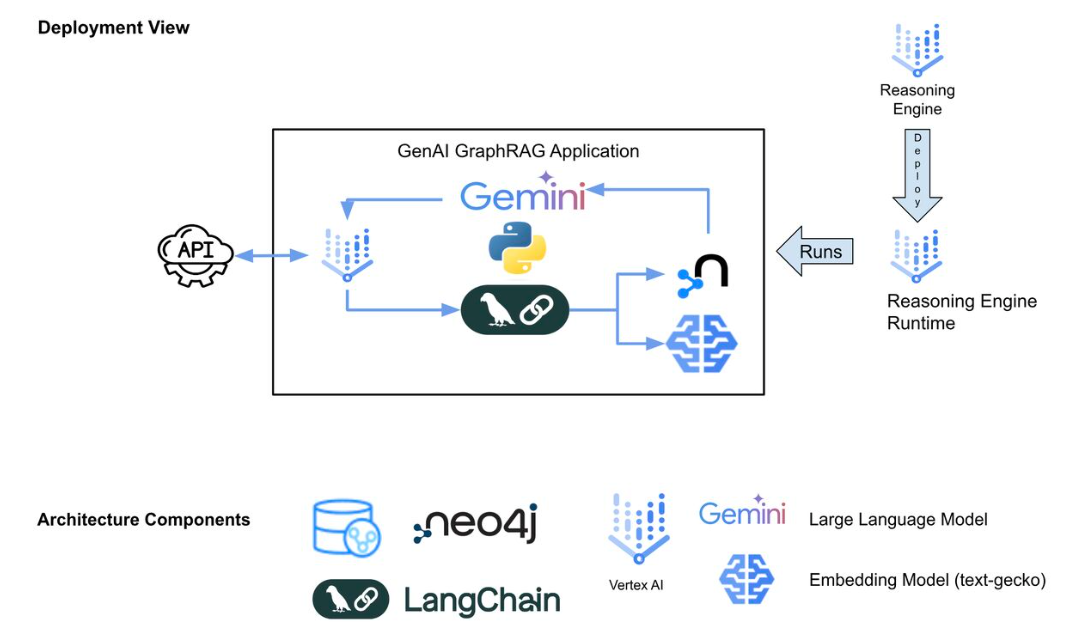 Deployment View
Reasoning
Engine
D
e
p
l
o
y
GenAI GraphRAG Application
Gemini
API
n
Runs
Reasoning Engine
Runtime
Architecture Components
neo4j
Gemini
Large Language Model
Vertex AI
Embedding Model (text-gecko)
LangChain